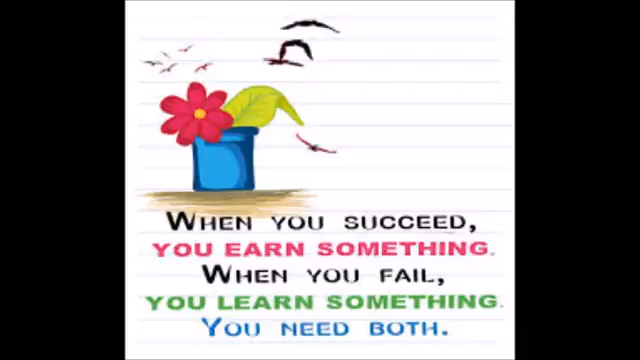 When you succeed,
YOU EARN SOMETHING.
When you fail,
YOU LEARN SOMETHING.
You need both.